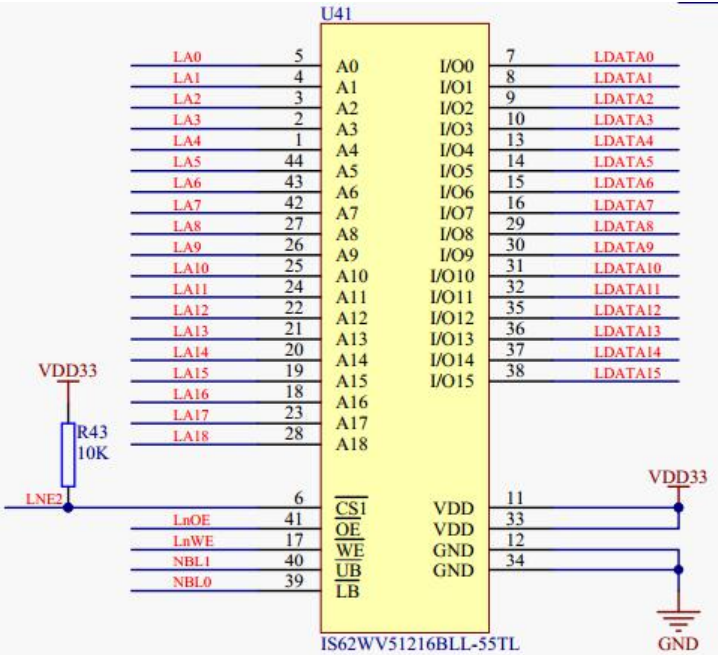 U41
LA0 5 A0 I/O0 7 LDATA0
LA1 4 A1 I/O1 8 LDATA1
LA2 3 A2 I/O2 9 LDATA2
LA3 2 A3 I/O3 10 LDATA3
LA4 1 A4 I/O4 13 LDATA4
LA5 44 A5 I/O5 14 LDATA5
LA6 43 A6 I/O6 15 LDATA6
LA7 42 A7 I/O7 16 LDATA7
LA8 27 A8 I/O8 29 LDATA8
LA9 26 A9 I/O9 30 LDATA9
LA10 25 A10 I/O10 31 LDATA10
LA11 24 A11 I/O11 32 LDATA11
LA12 22 A12 I/O12 35 LDATA12
LA13 21 A13 I/O13 36 LDATA13
LA14 20 A14 I/O14 37 LDATA14
LA15 19 A15 I/O15 38 LDATA15
LA16 18 A16
LA17 23 A17
LA18 28 A18
VDD33
R43
10K
VDD33
LNE2 6 CS1 VDD 11
LnOE 41 OE VDD 33
LnWE 17 WE GND 12
NBL1 40 UB GND 34
NBL0 39 LB
GND
IS62WV51216BLL-55TL